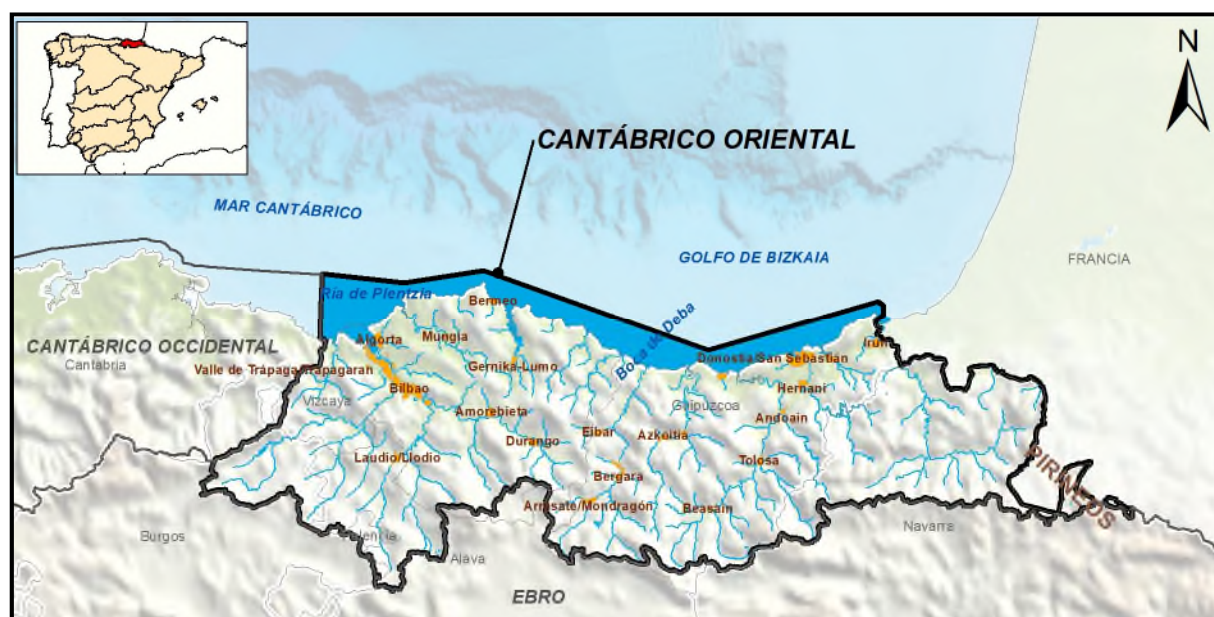 N
CANTÁBRICO ORIENTAL
MAR CANTÁBRICO
GOLFO DE BIZKAIA
FRANCIA
Ría de Plentzia
Bermeo
CANTÁBRICO OCCIDENTAL
Cantabria
Algorta
Mungia
Boca de Deba
Irun
Valle de Trápaga-Trapagaran
Gernika-Lumo
Donostia/San Sebastián
Bilbao
Hernani
Vizcaya
Guipuzcoa
Amorebieta
Andoain
Durango
Eibar
Azkoitia
Laudio/Llodio
Bergara
Tolosa
PIRINEOS
Arrasate/Mondragón
Beasain
Navarra
Burgos
Alava
EBRO